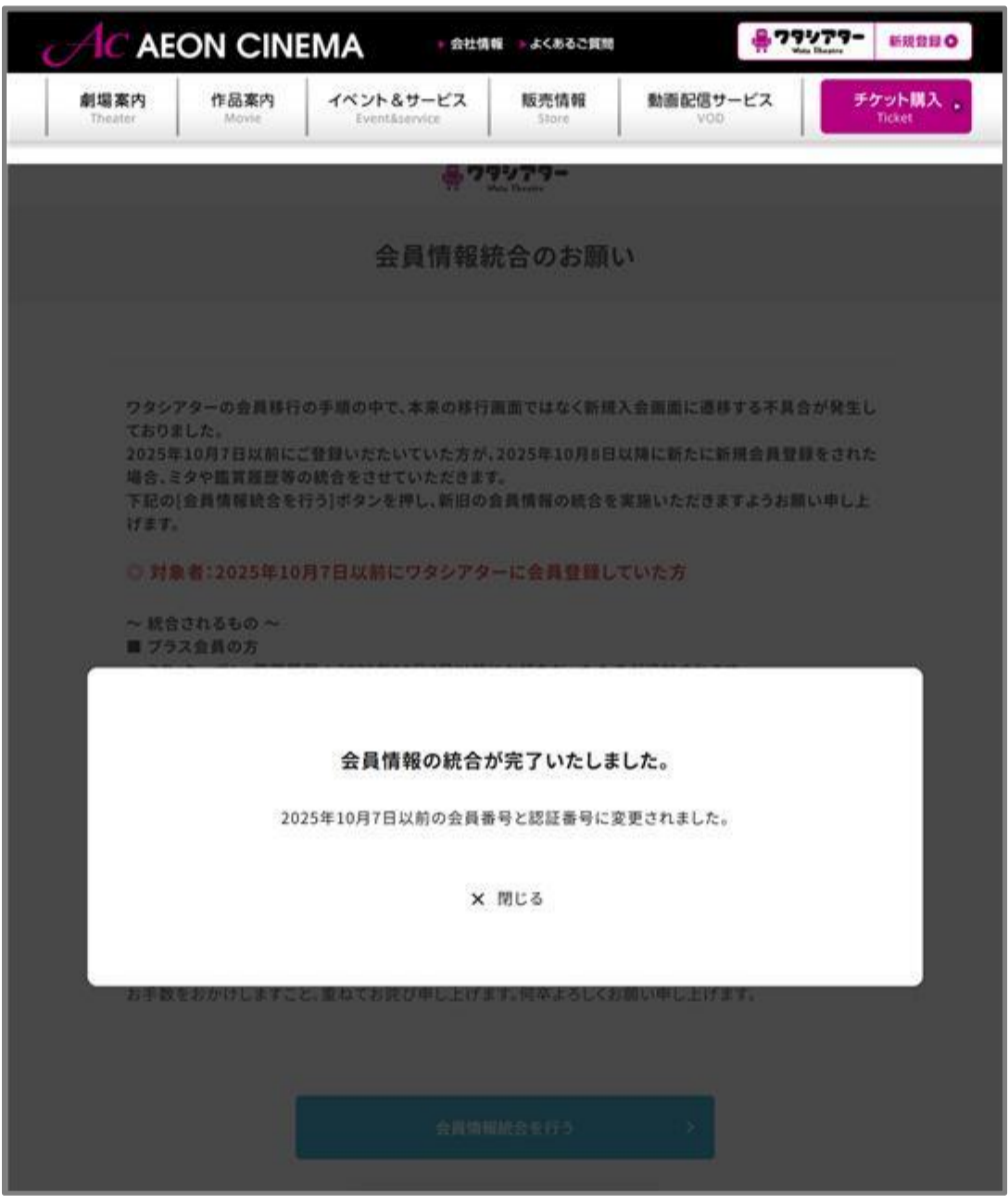 AC AEON CINEMA
会社情報
よくあるご質問
ワタシアター
Wata Theatre
新規登録
劇場案内
Theater
作品案内
Movie
イベント&サービス
Event&service
販売情報
Store
動画配信サービス
VOD
チケット購入
Ticket
ワタシアター
Wata Theatre
会員情報統合のお願い
ワタシアターの会員移行の手順の中で、本来の移行画面ではなく新規入会画面に遷移する不具合が発生し
ておりました。
2025年10月7日以前にご登録いだたいていた方が、2025年10月8日以降に新たに新規会員登録をされた
場合、ミタや鑑賞履歴等の統合をさせていただきます。
下記の[会員情報統合を行う]ボタンを押し、新旧の会員情報の統合を実施いただきますようお願い申し上
げます。
◎ 対象者:2025年10月7日以前にワタシアターに会員登録していた方
~ 統合されるもの ~
■ プラス会員の方
会員情報の統合が完了いたしました。
2025年10月7日以前の会員番号と認証番号に変更されました。
× 閉じる
お手数をおかけしますこと、重ねてお詫び申し上げます。何卒よろしくお願い申し上げます。
会員情報統合を行う